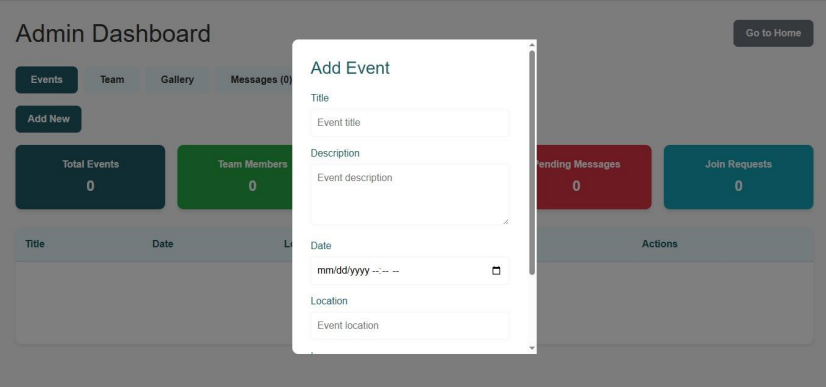 Admin Dashboard
Go to Home
Events
Team
Gallery
Messages (0)
Add New
Total Events
0
Team Members
0
Pending Messages
0
Join Requests
0
Title
Date
Actions
Add Event
Title
Event title
Description
Event description
Date
mm/dd/yyyy --:-- --
Location
Event location